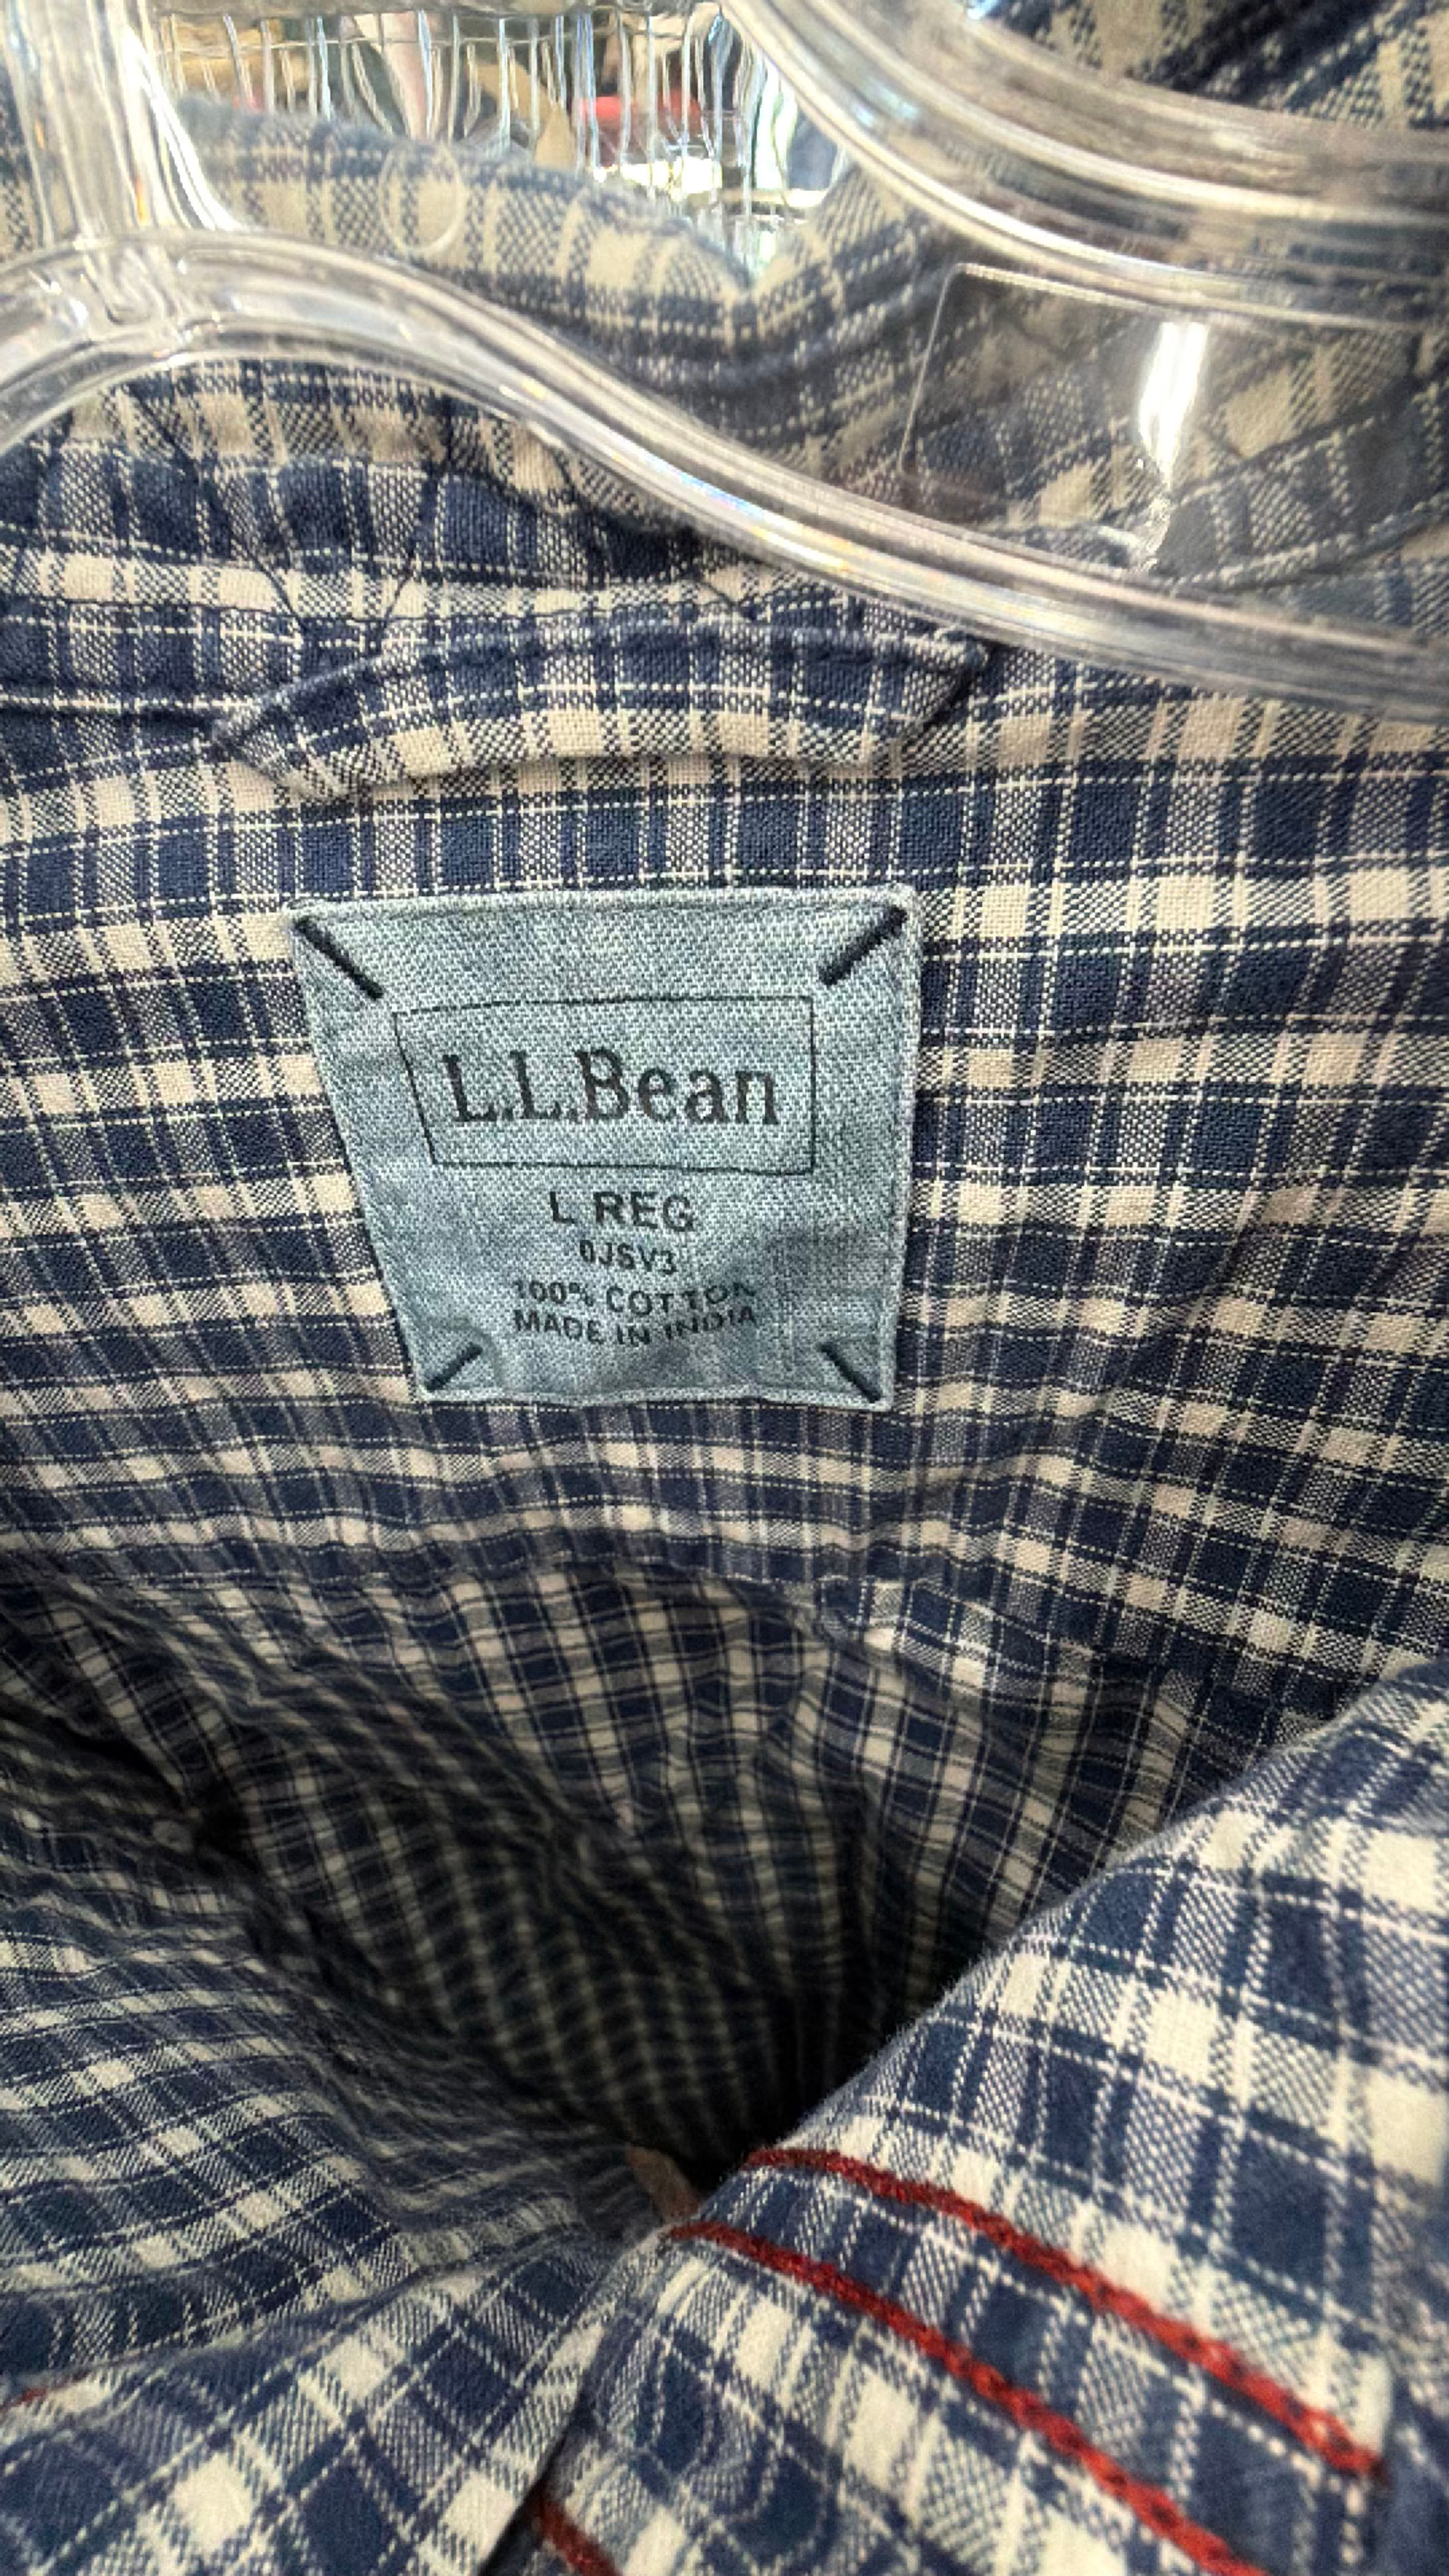 L.L.Bean
L REG
0JSV3
100% COTTON
MADE IN INDIA